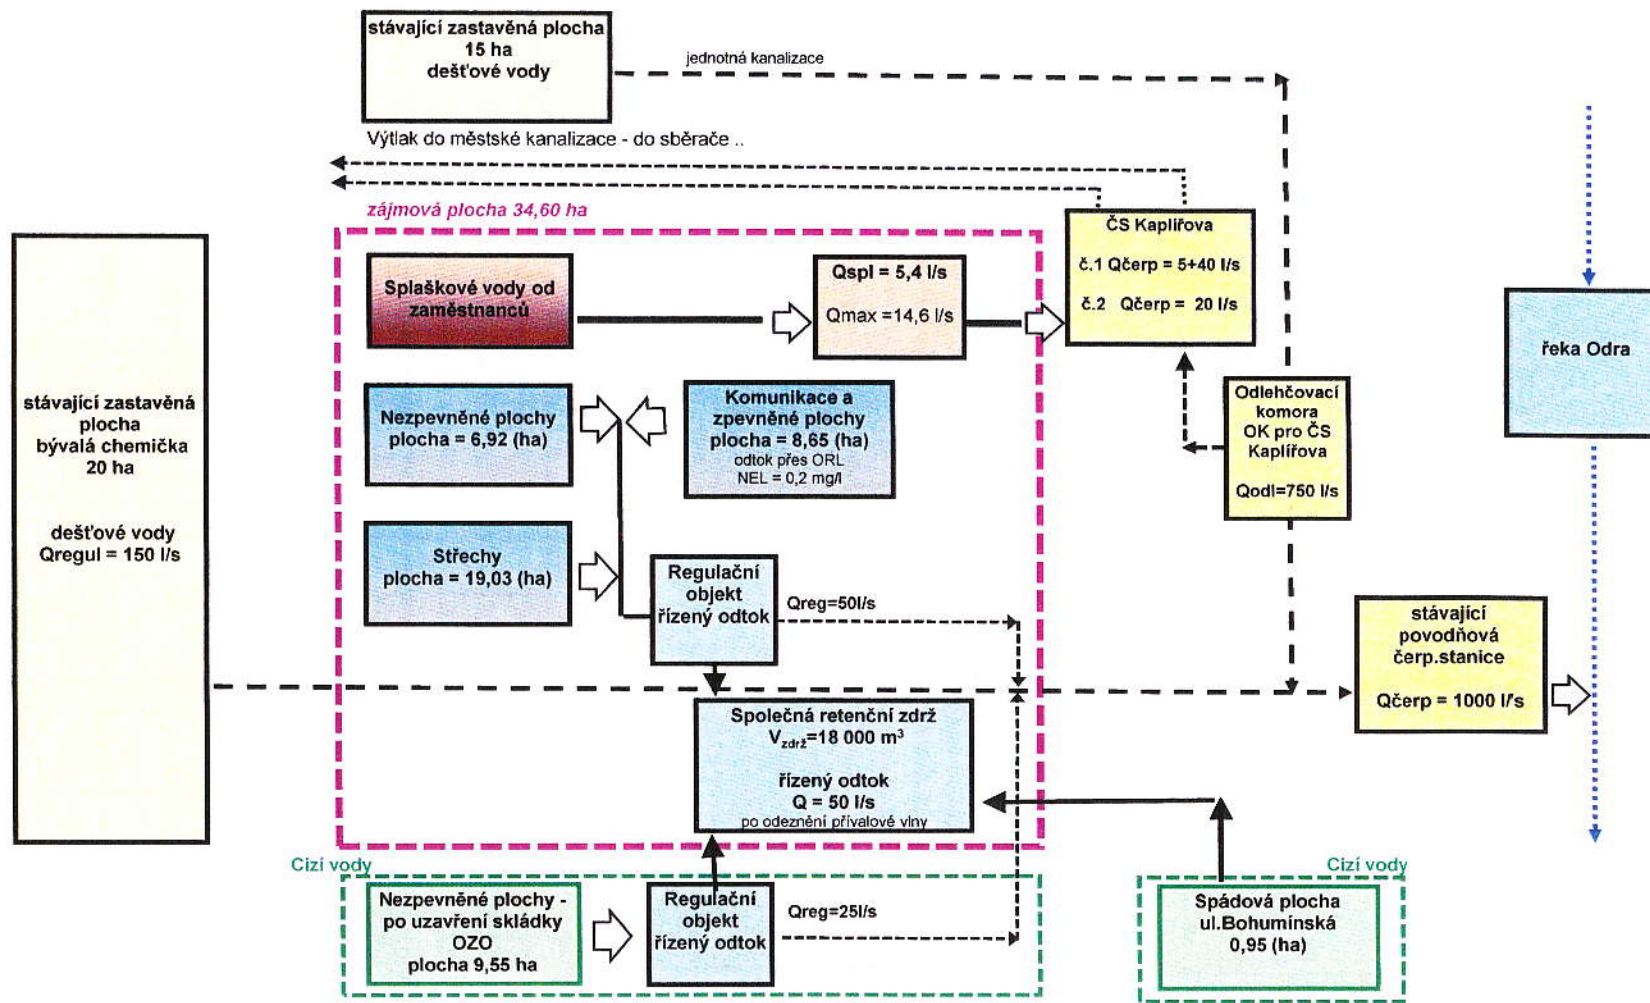 stávající zastavěná plocha
15 ha
dešťové vody
jednotná kanalizace
Výtlak do městské kanalizace - do sběrače ..
zájmová plocha 34,60 ha
stávající zastavěná
plocha
bývalá chemička
20 ha
dešťové vody
Qregul = 150 l/s
Splaškové vody od
zaměstnanců
Qspl = 5,4 l/s
Qmax =14,6 l/s
ČS Kaplířova
č.1 Qčerp = 5+40 l/s
č.2 Qčerp = 20 l/s
řeka Odra
Nezpevněné plochy
plocha = 6,92 (ha)
Komunikace a
zpevněné plochy
plocha = 8,65 (ha)
odtok přes ORL
NEL = 0,2 mg/l
Odlehčovací
komora
OK pro ČS
Kaplířova
Qodl=750 l/s
Střechy
plocha = 19,03 (ha)
Regulační
objekt
řízený odtok
Qreg=50l/s
stávající
povodňová
čerp.stanice
Qčerp = 1000 l/s
Společná retenční zdrž
Vzdrž=18 000 m³
řízený odtok
Q = 50 l/s
po odeznění přívalové vlny
Cizí vody
Nezpevněné plochy -
po uzavření skládky
OZO
plocha 9,55 ha
Regulační
objekt
řízený odtok
Qreg=25l/s
Cizí vody
Spádová plocha
ul.Bohumínská
0,95 (ha)